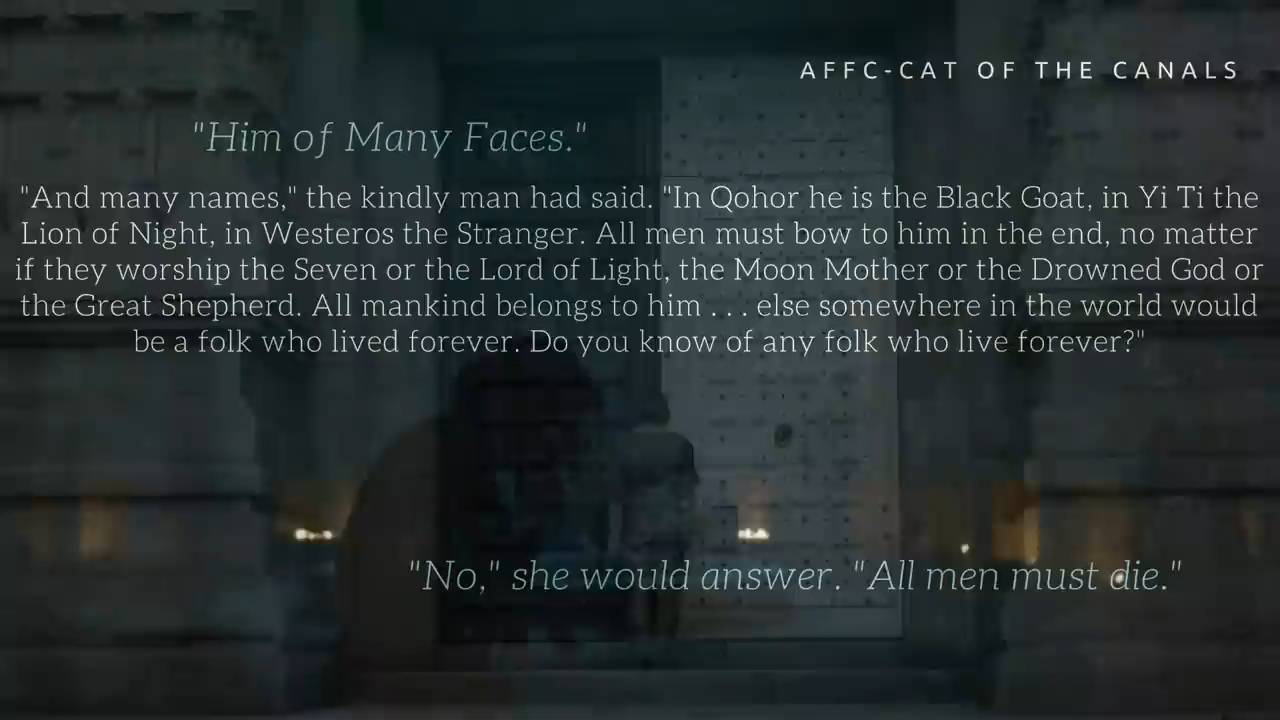 AFFC-CAT OF THE CANALS
"Him of Many Faces."
"And many names," the kindly man had said. "In Qohor he is the Black Goat, in Yi Ti the
Lion of Night, in Westeros the Stranger. All men must bow to him in the end, no matter
if they worship the Seven or the Lord of Light, the Moon Mother or the Drowned God or
the Great Shepherd. All mankind belongs to him . . . else somewhere in the world would
be a folk who lived forever. Do you know of any folk who live forever?"
"No," she would answer. "All men must die."